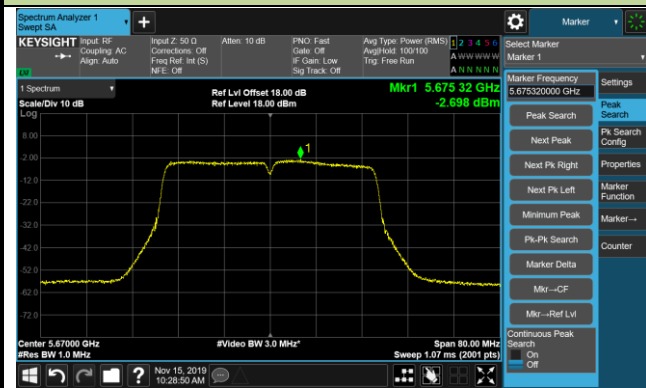 Spectrum Analyzer 1
Swept SA
Marker
KEYSIGHT
Input: RF
Coupling: AC
Align: Auto
Input Z: 50 Ω
Corrections: Off
Freq Ref: Int (S)
NFE: Off
Atten: 10 dB
PNO: Fast
Gate: Off
IF Gain: Low
Sig Track: Off
Avg Type: Power (RMS)
Avg|Hold: 100/100
Trig: Free Run
1 2 3 4 5 6
A W W W W W
A N N N N N
LVI
Select Marker
Marker 1
1 Spectrum
Scale/Div 10 dB
Log
Ref Lvl Offset 18.00 dB
Ref Level 18.00 dBm
Mkr1 5.675 32 GHz
-2.698 dBm
8.00
-2.00
-12.0
-22.0
-32.0
-42.0
-52.0
-62.0
-72.0
1
Center 5.67000 GHz
#Res BW 1.0 MHz
#Video BW 3.0 MHz*
Span 80.00 MHz
Sweep 1.07 ms (2001 pts)
Marker Frequency
5.675320000 GHz
Peak Search
Next Peak
Next Pk Right
Next Pk Left
Minimum Peak
Pk-Pk Search
Marker Delta
Mkr→CF
Mkr→Ref Lvl
Continuous Peak
Search
On
Off
Settings
Peak
Search
Pk Search
Config
Properties
Marker
Function
Marker→
Counter
Nov 15, 2019
10:28:50 AM